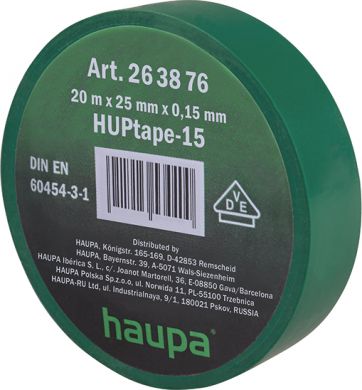 Art. 26 38 76
20 m x 25 mm x 0,15 mm
HUPtape-15
DIN EN
60454-3-1
VDE
Distributed by
HAUPA, Königstr. 165-169, D-42853 Remscheid
HAUPA, Bayernstr. 39, A-5071 Wals-Siezenheim
HAUPA Ibérica S. L., c/ Joanot Martorell, 36, E-08850 Gava/Barcelona
HAUPA Polska Sp.z.o.o, ul. Norwida 11, PL-55100 Trzebnica
HAUPA-RU Ltd, ul. Industrialnaya, 9/1, 180021 Pskov, RUSSIA
haupa®